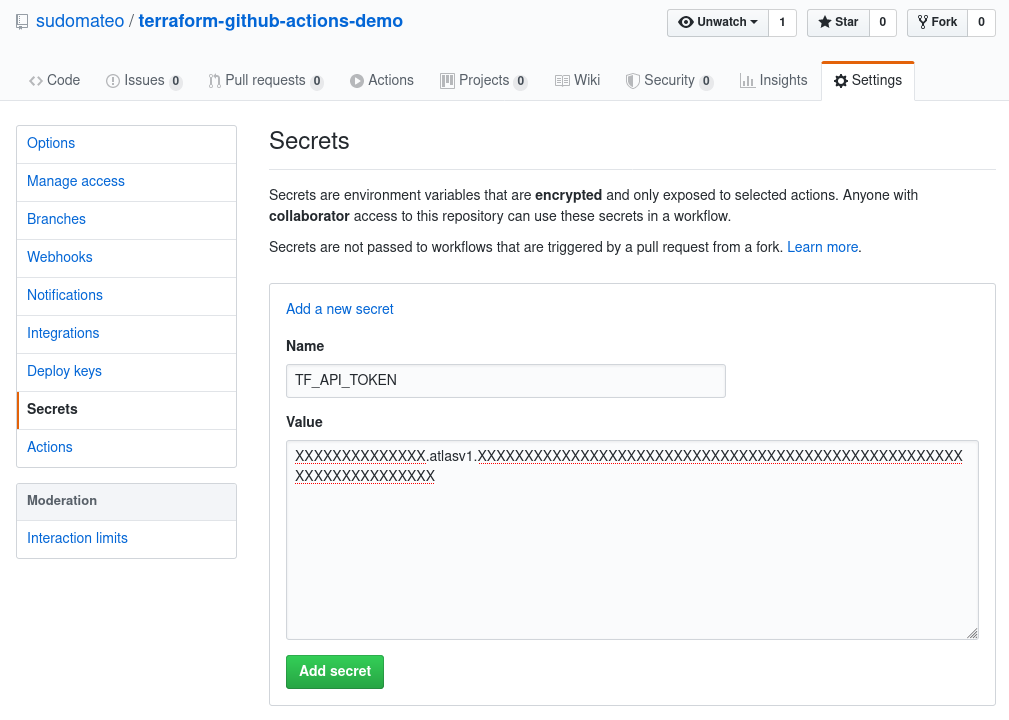 sudomateo / terraform-github-actions-demo
Unwatch 1 Star 0 Fork 0
Code Issues 0 Pull requests 0 Actions Projects 0 Wiki Security 0 Insights Settings
Options
Manage access
Branches
Webhooks
Notifications
Integrations
Deploy keys
Secrets
Actions
Moderation
Interaction limits
Secrets
Secrets are environment variables that are encrypted and only exposed to selected actions. Anyone with
collaborator access to this repository can use these secrets in a workflow.
Secrets are not passed to workflows that are triggered by a pull request from a fork. Learn more.
Add a new secret
Name
TF_API_TOKEN
Value
XXXXXXXXXXXXXX.atlasv1.XXXXXXXXXXXXXXXXXXXXXXXXXXXXXXXXXXXXXXXXXXXXXXXXXXXX
XXXXXXXXXXXXXXX
Add secret